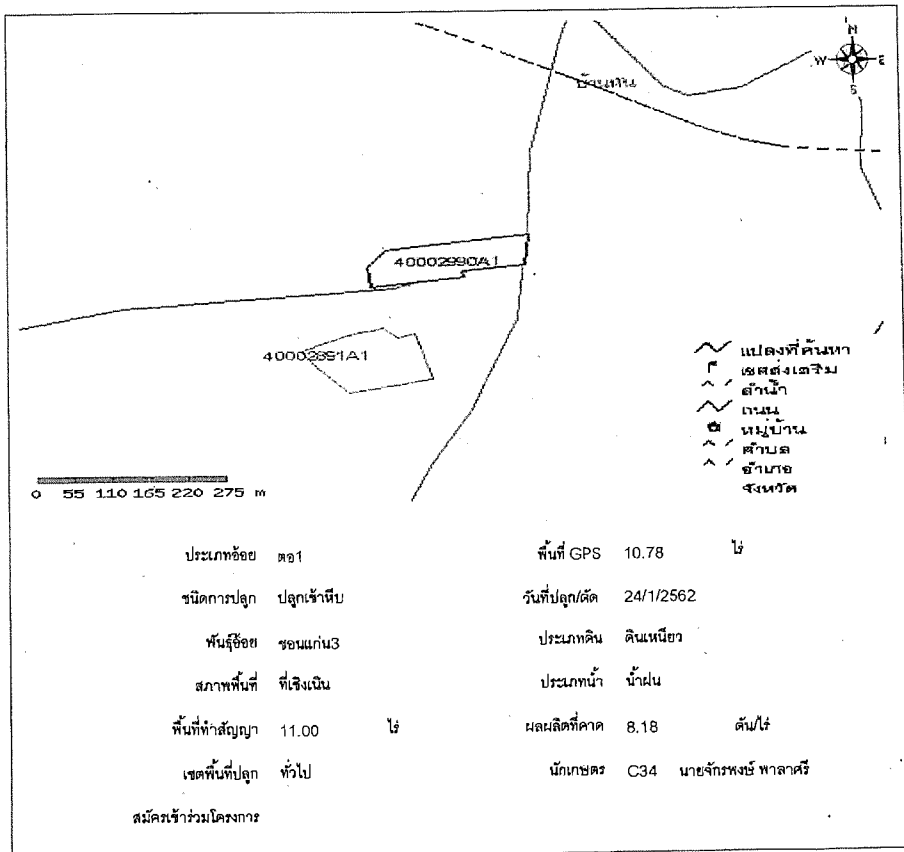 N
W E
S
บ้านทน
40002990A1
40002891A1
แปลงที่ค้นหา
เขตส่งเสริม
ลำน้ำ
ถนน
หมู่บ้าน
ตำบล
อำเภอ
จังหวัด
0 55 110 165 220 275 m
ประเภทอ้อย ตอ1 พื้นที่ GPS 10.78 ไร่
ชนิดการปลูก ปลูกเข้าหีบ วันที่ปลูก/ตัด 24/1/2562
พันธุ์อ้อย ขอนแก่น3 ประเภทดิน ดินเหนียว
สภาพพื้นที่ ที่เชิงเนิน ประเภทน้ำ น้ำฝน
พื้นที่ทำสัญญา 11.00 ไร่ ผลผลิตที่คาด 8.18 ตัน/ไร่
เขตพื้นที่ปลูก ทั่วไป นักเกษตร C34 นายจักรพงษ์ พาลาศรี
สมัครเข้าร่วมโครงการ